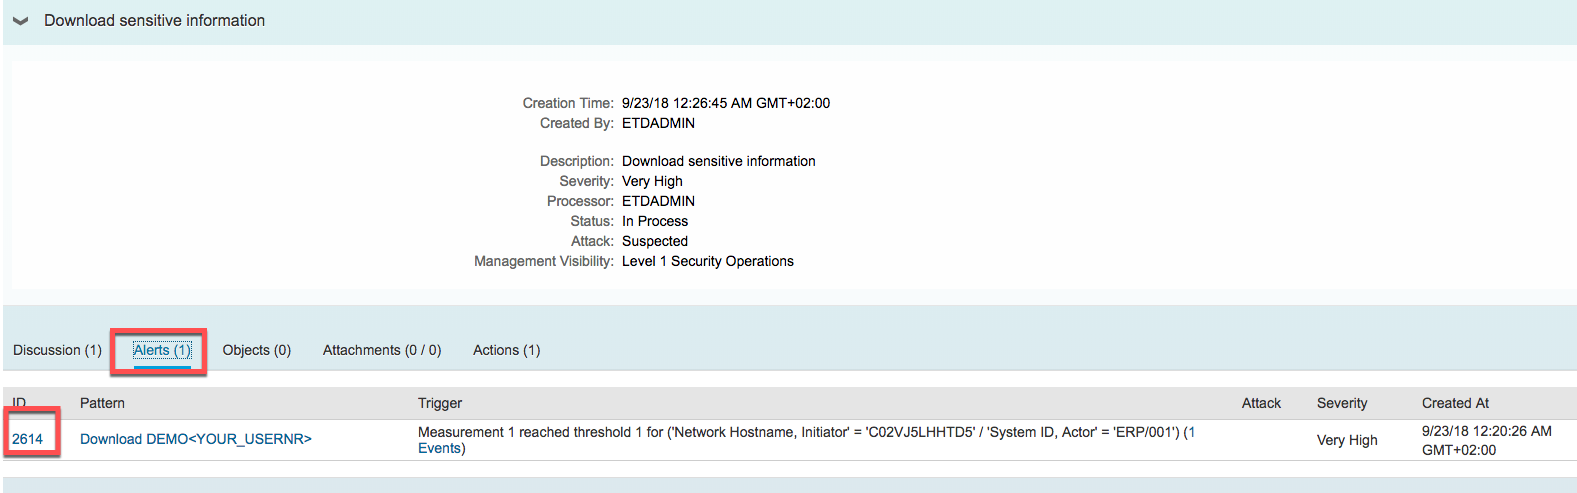 Download sensitive information
Creation Time: 9/23/18 12:26:45 AM GMT+02:00
Created By: ETDADMIN
Description: Download sensitive information
Severity: Very High
Processor: ETDADMIN
Status: In Process
Attack: Suspected
Management Visibility: Level 1 Security Operations
Discussion (1) Alerts (1) Objects (0) Attachments (0 / 0) Actions (1)
ID Pattern Trigger Attack Severity Created At
2614 Download DEMO<YOUR_USERNR> Measurement 1 reached threshold 1 for ('Network Hostname, Initiator' = 'C02VJ5LHHTD5' / 'System ID, Actor' = 'ERP/001') (1 Very High 9/23/18 12:20:26 AM
Events) GMT+02:00